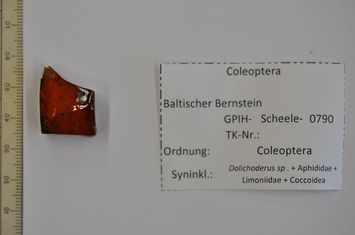 Coleoptera
Baltischer Bernstein
GPIH- Scheele- 0790
TK-Nr.:
Ordnung: Coleoptera
Syninkl.: Dolichoderus sp. + Aphididae +
Limoniidae + Coccoidea